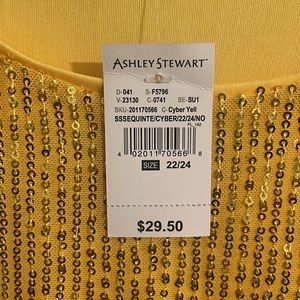 ASHLEY STEWART
D-041 S-F5796
V-23130 C-0741 SE-SU1
SKU-201170566 C-Cyber Yell
SSSEQUINTE/CYBER/22/24/NO
FL_142
4 02011 70566 8
SIZE 22/24
$29.50